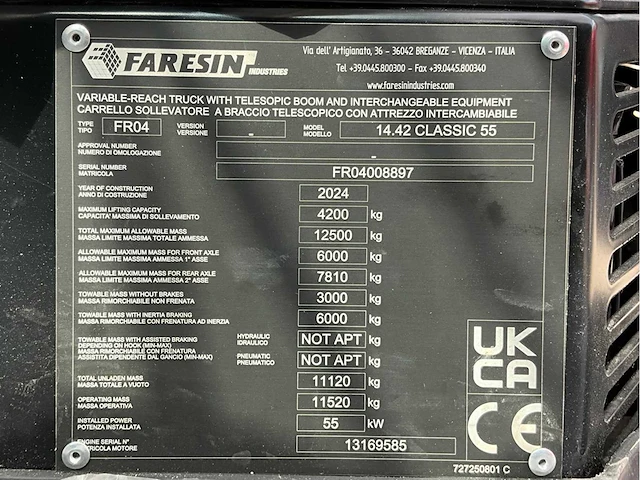 FARESIN INDUSTRIES
Via dell' Artigianato, 36 - 36042 BREGANZE - VICENZA - ITALIA
Tel +39.0445.800300 - Fax +39.0445.800340
www.faresinindustries.com
VARIABLE-REACH TRUCK WITH TELESOPIC BOOM AND INTERCHANGEABLE EQUIPMENT
CARRELLO SOLLEVATORE A BRACCIO TELESCOPICO CON ATTREZZO INTERCAMBIABILE
TYPE TIPO FR04 VERSION VERSIONE - MODEL MODELLO 14.42 CLASSIC 55
APPROVAL NUMBER
NUMERO DI OMOLOGAZIONE -
SERIAL NUMBER
MATRICOLA FR04008897
YEAR OF CONSTRUCTION
ANNO DI COSTRUZIONE 2024
MAXIMUM LIFTING CAPACITY
CAPACITA' MASSIMA DI SOLLEVAMENTO 4200 kg
TOTAL MAXIMUM ALLOWABLE MASS
MASSA LIMITE MASSIMA TOTALE AMMESSA 12500 kg
ALLOWABLE MAXIMUM MASS FOR FRONT AXLE
MASSA LIMITE MASSIMA AMMESSA 1° ASSE 6000 kg
ALLOWABLE MAXIMUM MASS FOR REAR AXLE
MASSA LIMITE MASSIMA AMMESSA 2° ASSE 7810 kg
TOWABLE MASS WITHOUT BRAKES
MASSA RIMORCHIABILE NON FRENATA 3000 kg
TOWABLE MASS WITH INERTIA BRAKING
MASSA RIMORCHIABILE CON FRENATURA AD INERZIA 6000 kg
TOWABLE MASS WITH ASSISTED BRAKING HYDRAULIC
DEPENDING ON HOOK (MIN-MAX) IDRAULICO NOT APT kg
MASSA RIMORCHIABILE CON FRENATURA PNEUMATIC
ASSISTITA DIPENDENTE DAL GANCIO (MIN-MAX) PNEUMATICO NOT APT kg
TOTAL UNLADEN MASS
MASSA TOTALE A VUOTO 11120 kg
OPERATING MASS
MASSA OPERATIVA 11520 kg
INSTALLED POWER
POTENZA INSTALLATA 55 kW
ENGINE SERIAL N°
MATRICOLA MOTORE 13169585
UK
CA
CE
727250801 C